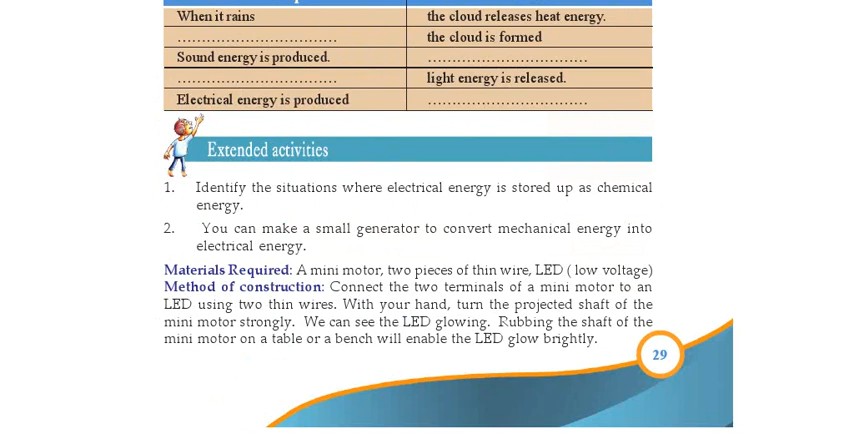 When it rains the cloud releases heat energy.
.................................. the cloud is formed
Sound energy is produced. ..................................
.................................. light energy is released.
Electrical energy is produced ..................................
Extended activities
1. Identify the situations where electrical energy is stored up as chemical
energy.
2. You can make a small generator to convert mechanical energy into
electrical energy.
Materials Required: A mini motor, two pieces of thin wire, LED ( low voltage)
Method of construction: Connect the two terminals of a mini motor to an
LED using two thin wires. With your hand, turn the projected shaft of the
mini motor strongly. We can see the LED glowing. Rubbing the shaft of the
mini motor on a table or a bench will enable the LED glow brightly.
29